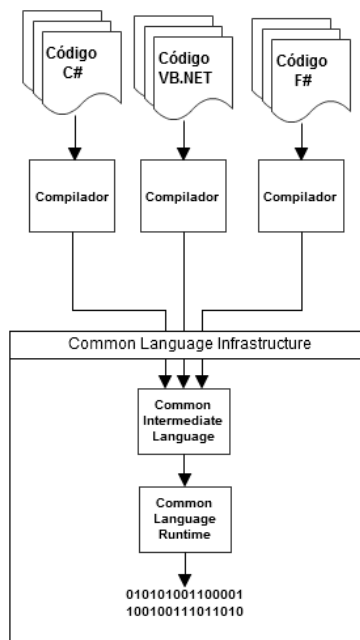 Código
C#
Código
VB.NET
Código
F#
Compilador
Compilador
Compilador
Common Language Infrastructure
Common
Intermediate
Language
Common
Language
Runtime
010101001100001
100100111011010